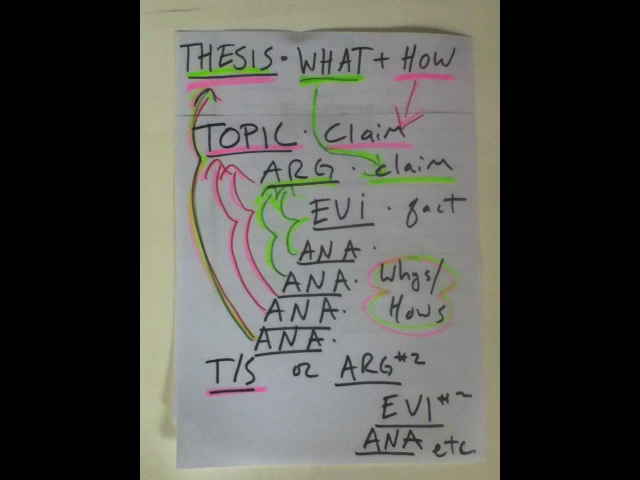 THESIS · WHAT + HOW
TOPIC · Claim
ARG · claim
EVi · fact
ANA ·
ANA ·
ANA ·
ANA ·
Whys/
Hows
T/S or ARG #2
EVI #2
ANA etc.